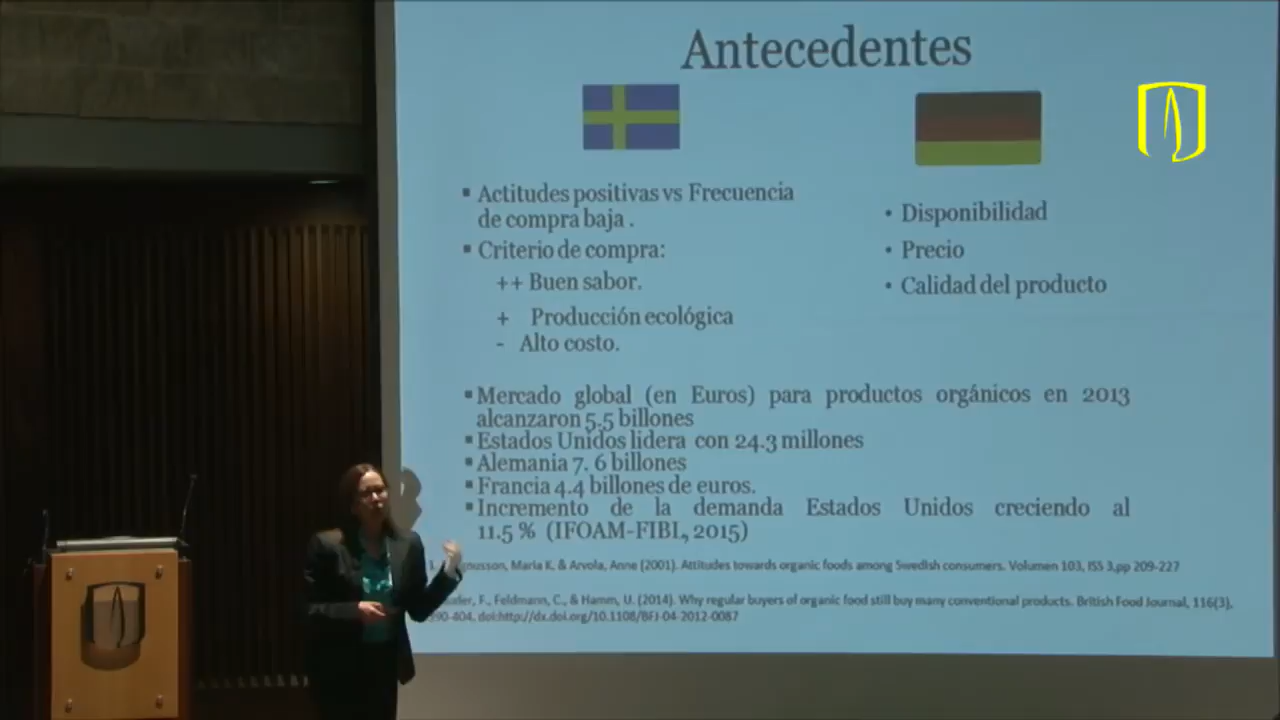 Antecedentes
▪ Actitudes positivas vs Frecuencia
de compra baja .
▪ Criterio de compra:
++ Buen sabor.
+ Producción ecológica
- Alto costo.
• Disponibilidad
• Precio
• Calidad del producto
▪ Mercado global (en Euros) para productos orgánicos en 2013
alcanzaron 5.5 billones
▪ Estados Unidos lidera con 24.3 millones
▪ Alemania 7. 6 billones
▪ Francia 4.4 billones de euros.
▪ Incremento de la demanda Estados Unidos creciendo al
11.5 % (IFOAM-FIBL, 2015)
Maria K. & Arvola, Anne (2001). Attitudes towards organic foods among Swedish consumers. Volumen 103, ISS 3,pp 209-227
F., Feldmann, C., & Hamm, U. (2014). Why regular buyers of organic food still buy many conventional products. British Food Journal, 116(3),
390-404. doi:http://dx.doi.org/10.1108/BFJ-04-2012-0087